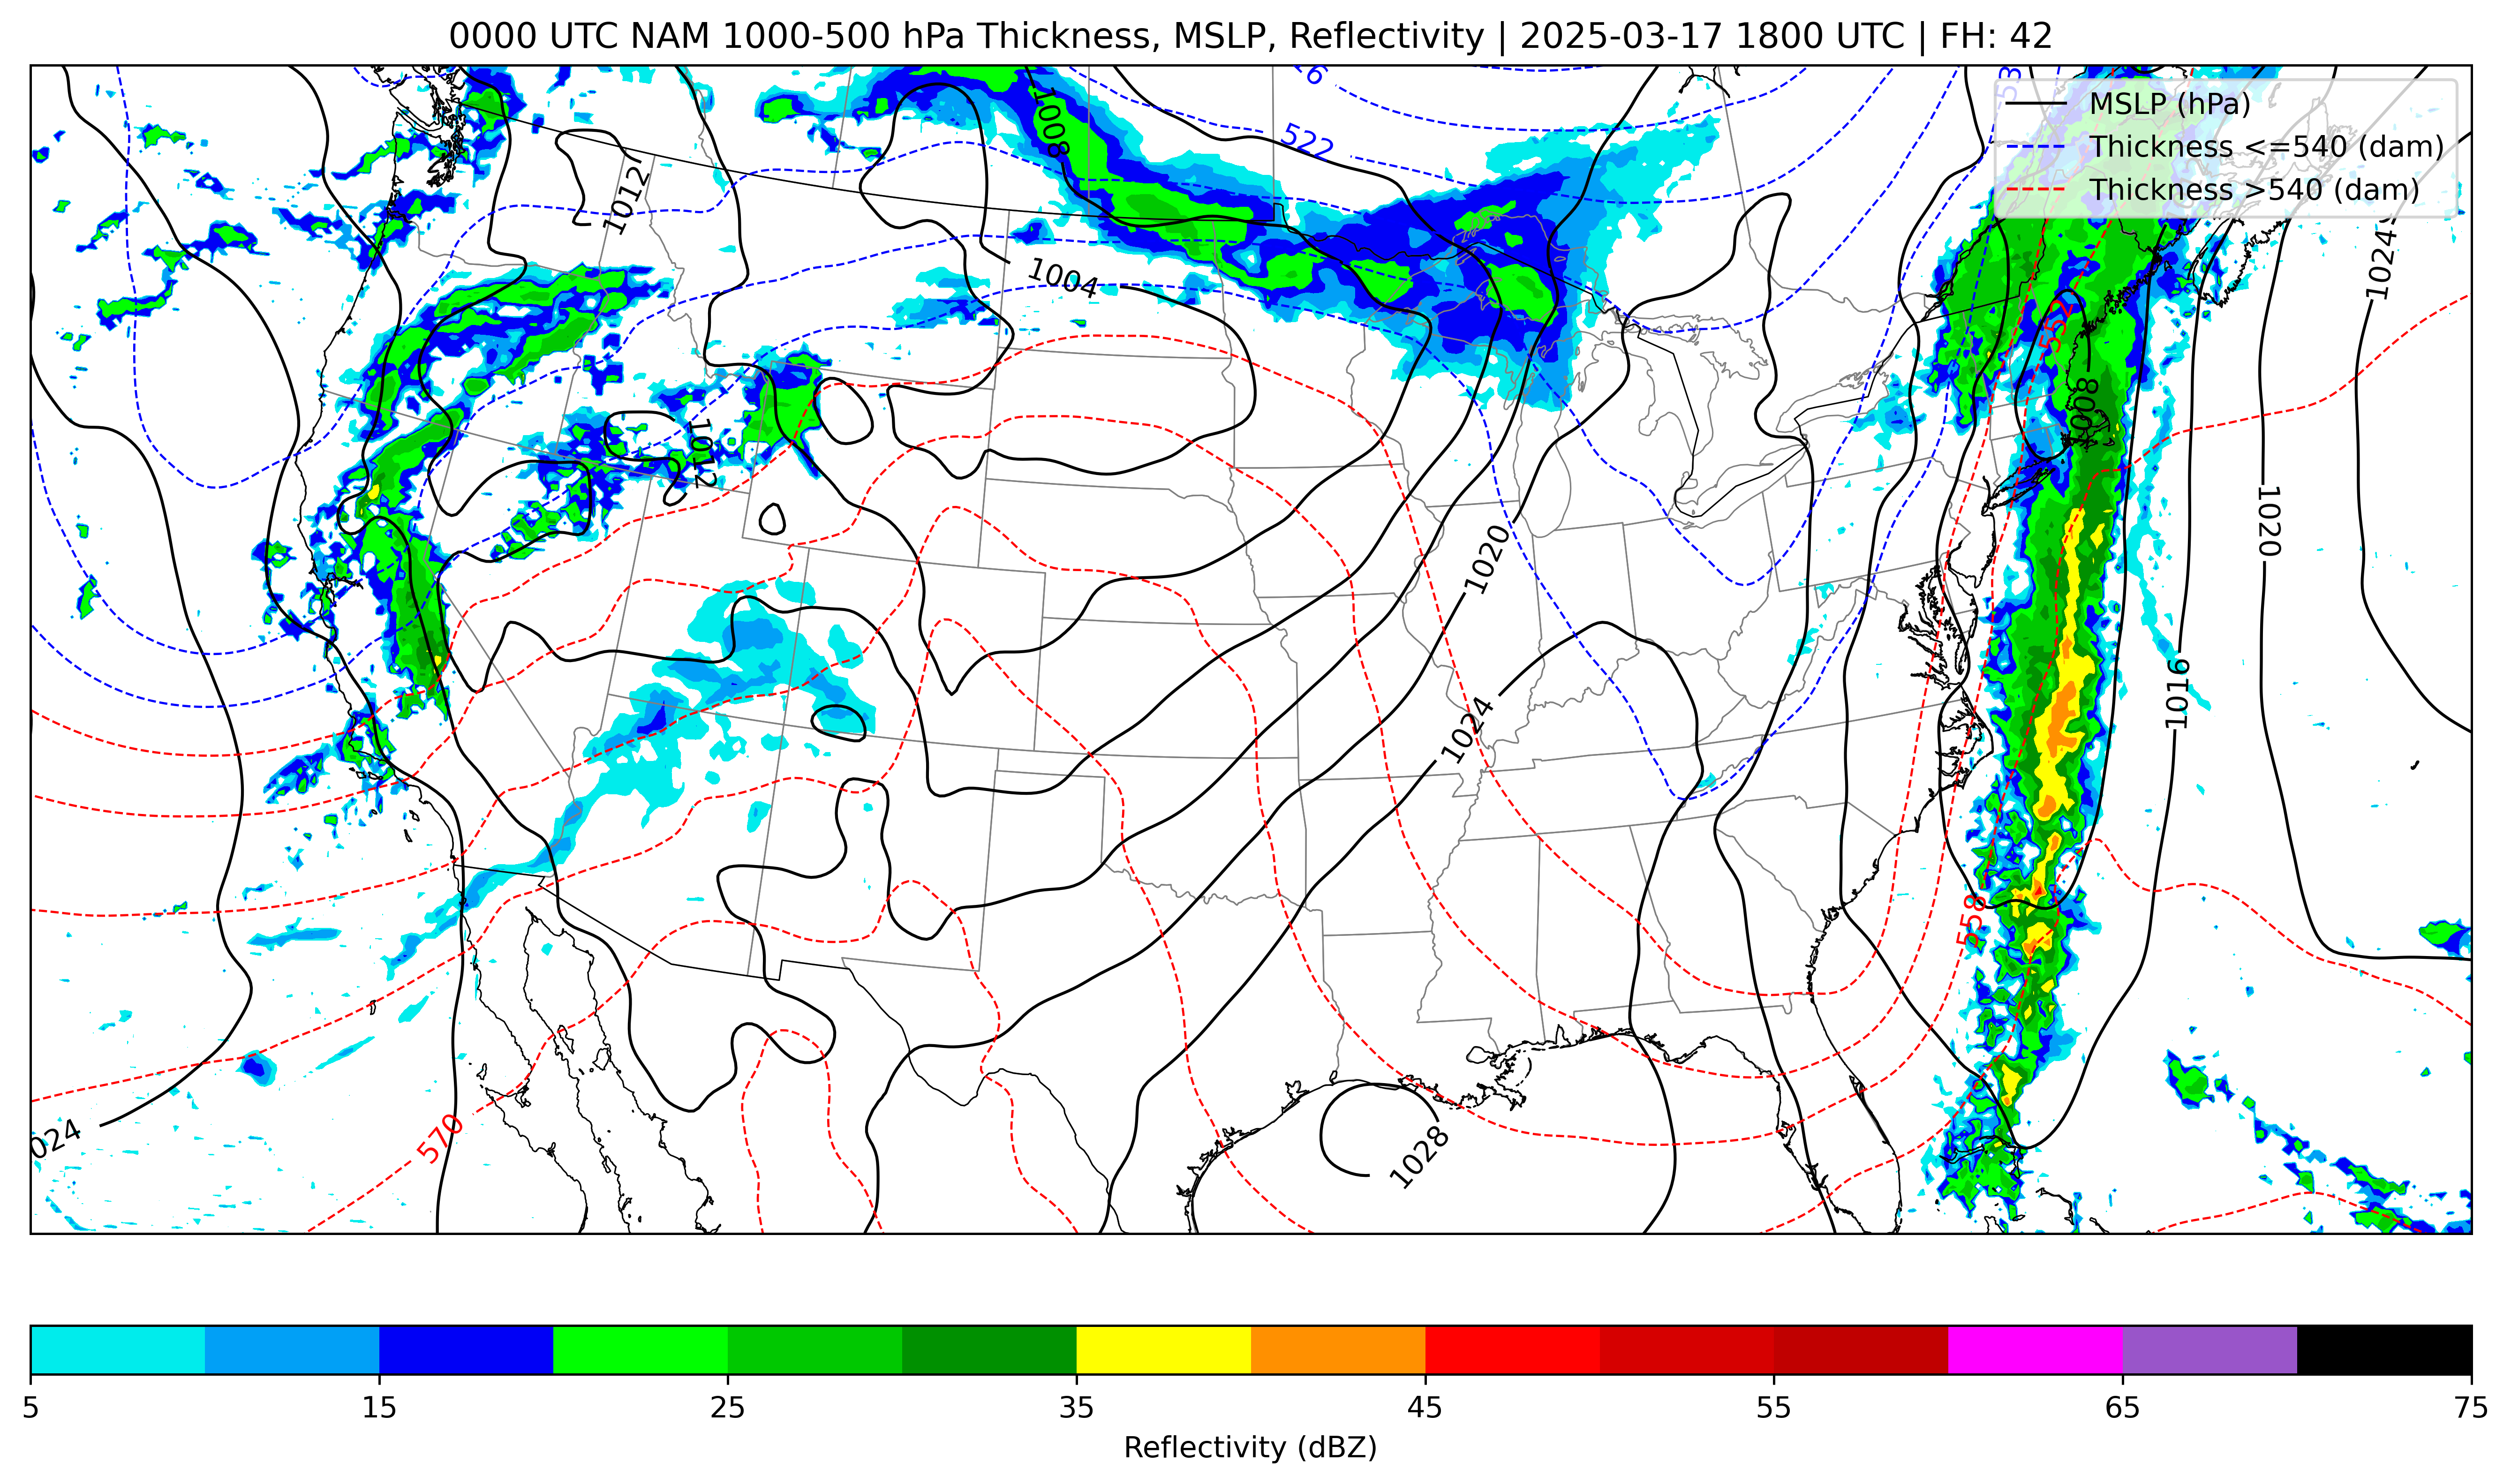 0000 UTC NAM 1000-500 hPa Thickness, MSLP, Reflectivity | 2025-03-17 1800 UTC | FH: 42
MSLP (hPa)
Thickness <=540 (dam)
Thickness >540 (dam)
1008
522
1012
1004
1024
552
1008
1012
1020
1020
1016
1024
558
570
1028
5 15 25 35 45 55 65 75
Reflectivity (dBZ)